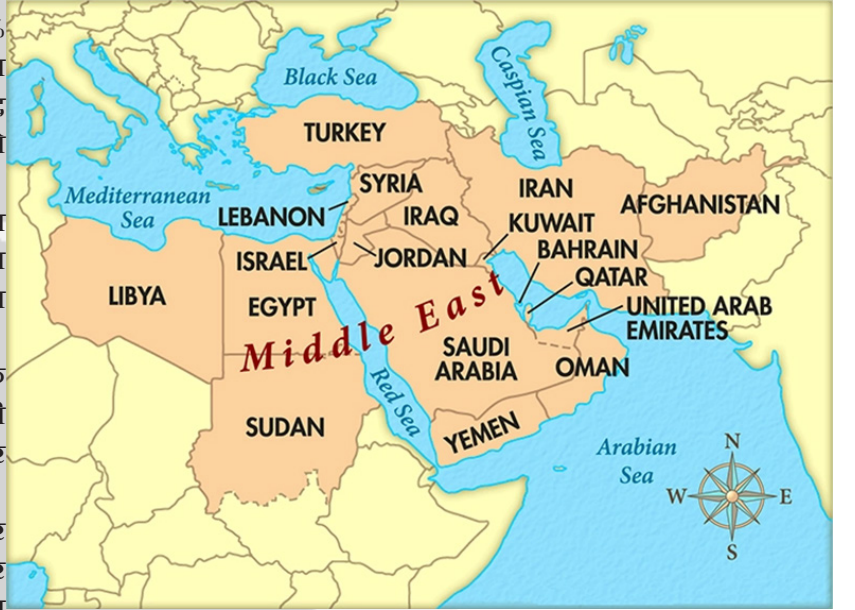 Black Sea
Caspian Sea
TURKEY
Mediterranean
Sea
SYRIA
IRAN
AFGHANISTAN
LEBANON
IRAQ
KUWAIT
BAHRAIN
ISRAEL
JORDAN
QATAR
LIBYA
EGYPT
UNITED ARAB
EMIRATES
Middle East
SAUDI
ARABIA
OMAN
Red Sea
SUDAN
YEMEN
Arabian
Sea
N
W
E
S